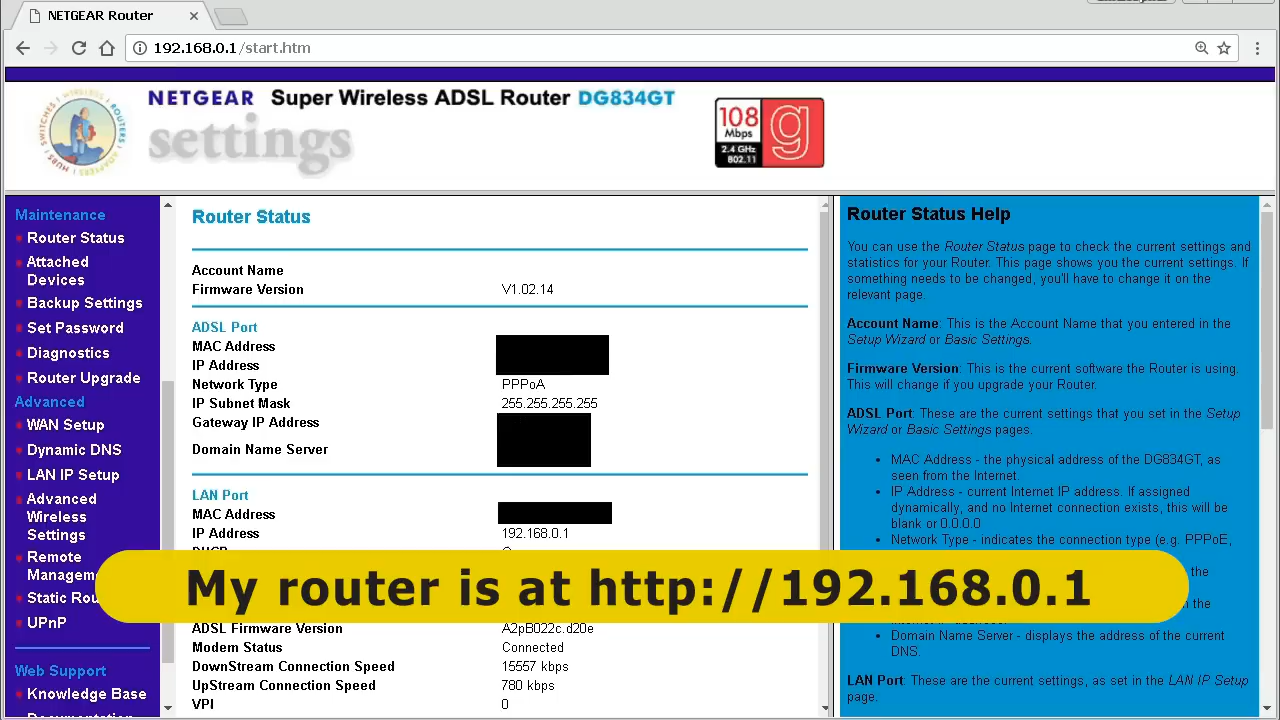 NETGEAR Router
192.168.0.1/start.htm
NETGEAR Super Wireless ADSL Router DG834GT
settings
108
Mbps
2.4 GHz
802.11
g
SWITCHES ROUTERS ADAPTERS HUBS
Maintenance
Router Status
Attached
Devices
Backup Settings
Set Password
Diagnostics
Router Upgrade
Advanced
WAN Setup
Dynamic DNS
LAN IP Setup
Advanced
Wireless
Settings
Remote
Managem
Static Rou
UPnP
Web Support
Knowledge Base
Documentation
Router Status
Account Name
Firmware Version V1.02.14
ADSL Port
MAC Address
IP Address
Network Type PPPoA
IP Subnet Mask 255.255.255.255
Gateway IP Address
Domain Name Server
LAN Port
MAC Address
IP Address 192.168.0.1
DHCP
My router is at http://192.168.0.1
ADSL Firmware Version A2pB022c.d20e
Modem Status Connected
DownStream Connection Speed 15557 kbps
UpStream Connection Speed 780 kbps
VPI 0
Router Status Help
You can use the Router Status page to check the current settings and
statistics for your Router. This page shows you the current settings. If
something needs to be changed, you'll have to change it on the
relevant page.
Account Name: This is the Account Name that you entered in the
Setup Wizard or Basic Settings.
Firmware Version: This is the current software the Router is using.
This will change if you upgrade your Router.
ADSL Port: These are the current settings that you set in the Setup
Wizard or Basic Settings pages.
• MAC Address - the physical address of the DG834GT, as
seen from the Internet.
• IP Address - current Internet IP address. If assigned
dynamically, and no Internet connection exists, this will be
blank or 0.0.0.0
• Network Type - indicates the connection type (e.g. PPPoE,
the
n the
• Domain Name Server - displays the address of the current
DNS.
LAN Port: These are the current settings, as set in the LAN IP Setup
page.